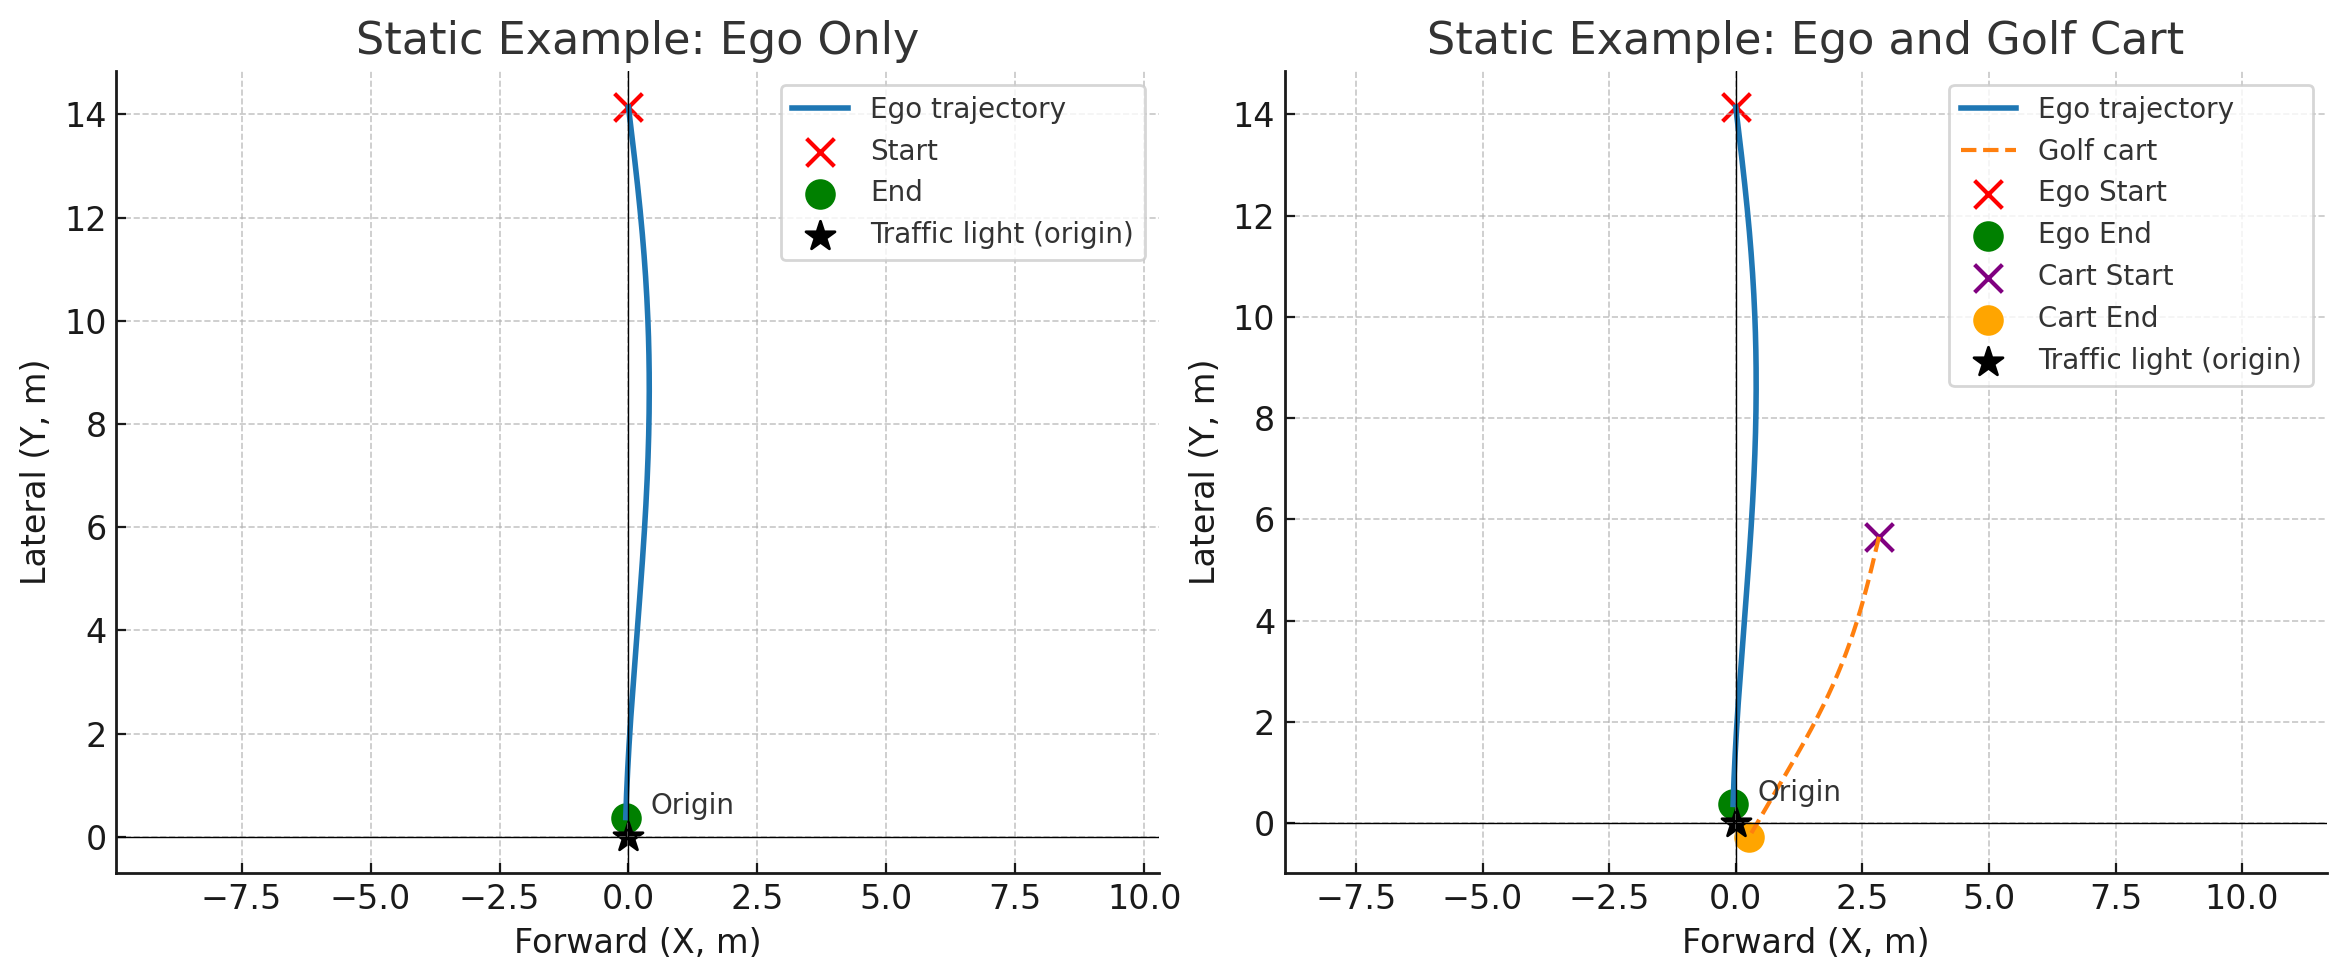 Static Example: Ego Only
14
12
10
8
6
4
2
0
Lateral (Y, m)
Ego trajectory
Start
End
Traffic light (origin)
Origin
−7.5 −5.0 −2.5 0.0 2.5 5.0 7.5 10.0
Forward (X, m)
Static Example: Ego and Golf Cart
14
12
10
8
6
4
2
0
Lateral (Y, m)
Ego trajectory
Golf cart
Ego Start
Ego End
Cart Start
Cart End
Traffic light (origin)
Origin
−7.5 −5.0 −2.5 0.0 2.5 5.0 7.5 10.0
Forward (X, m)